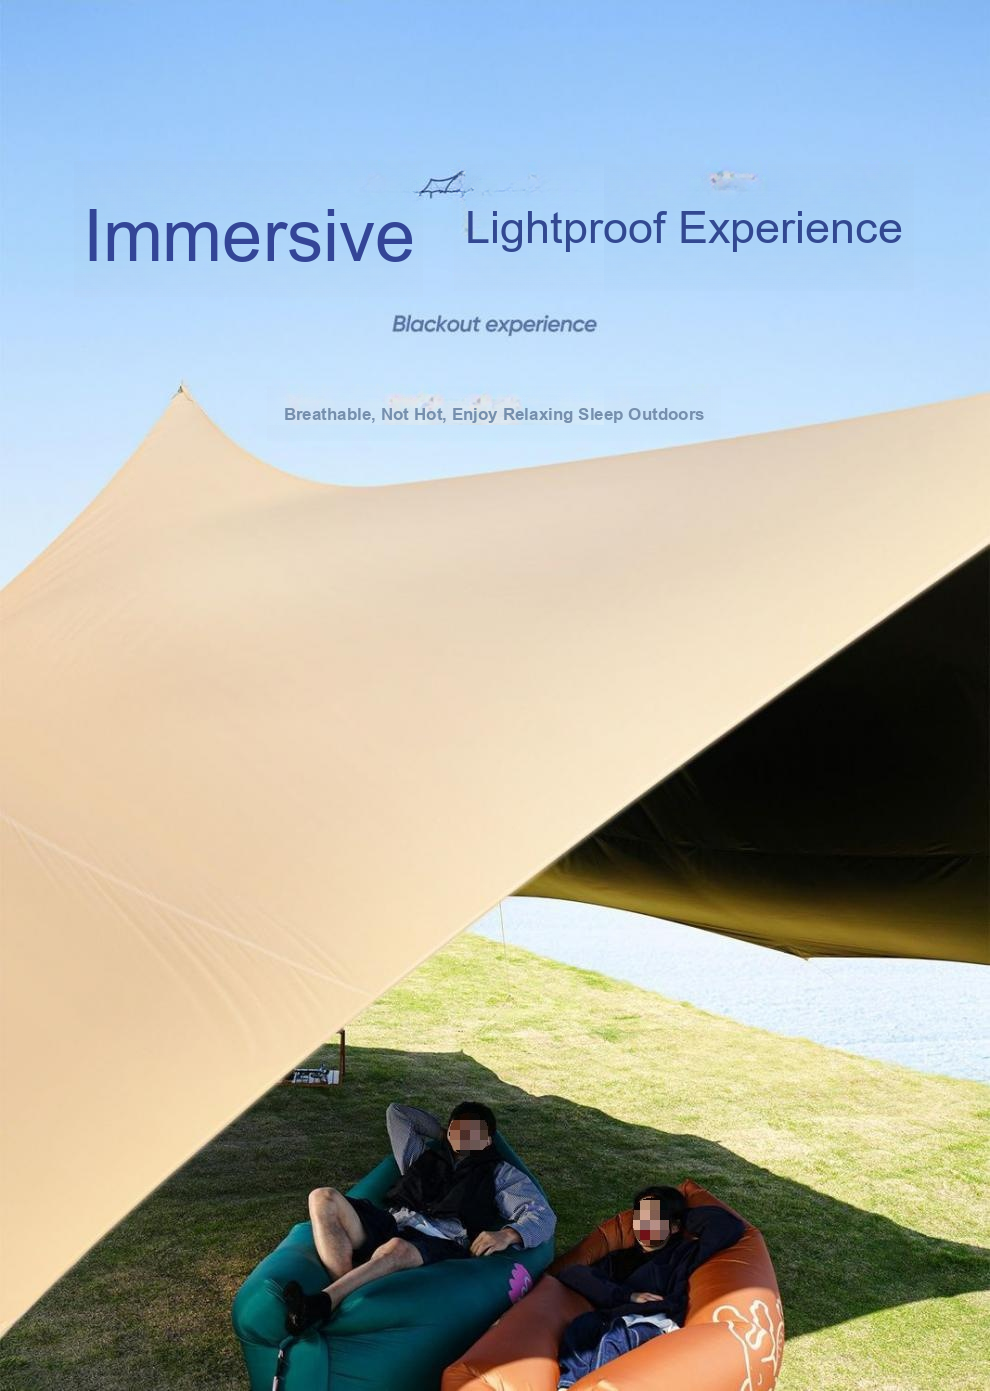 Immersive Lightproof Experience
Blackout experience
Breathable, Not Hot, Enjoy Relaxing Sleep Outdoors